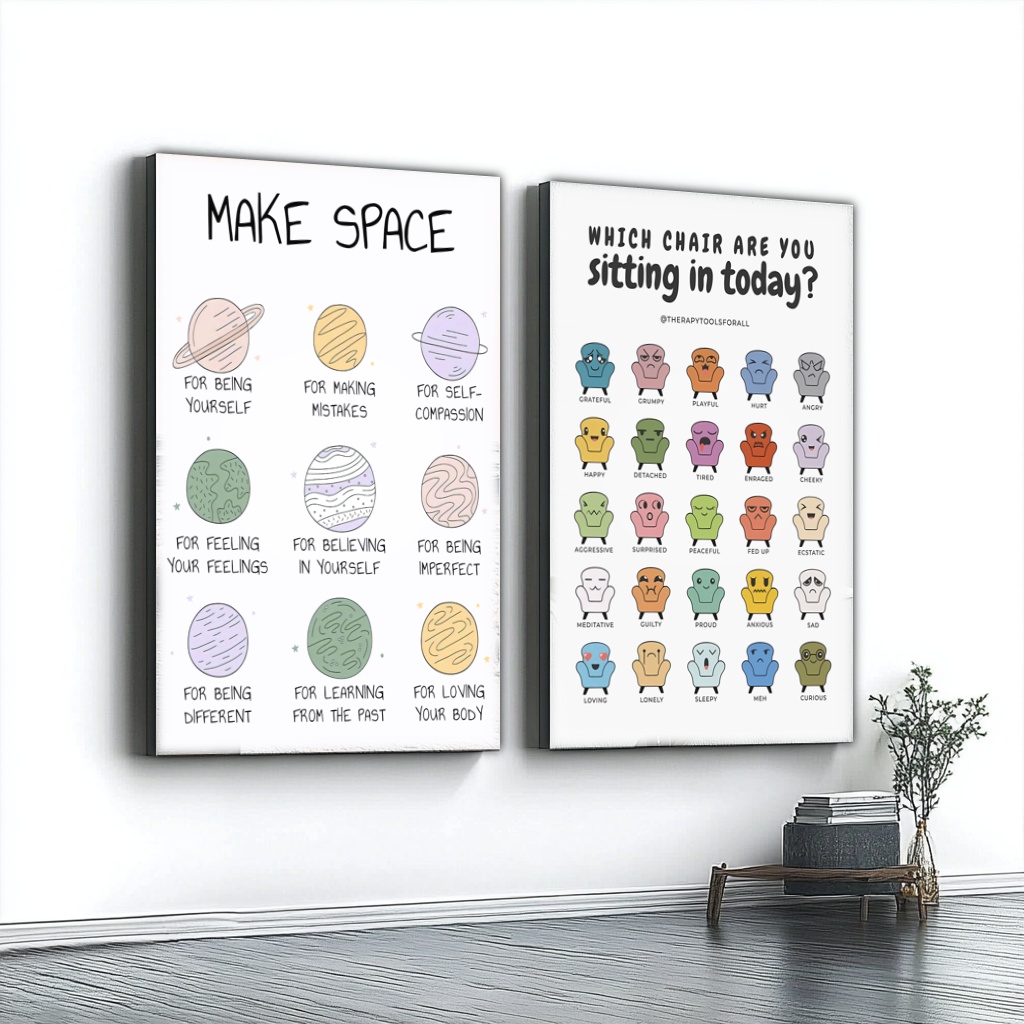 MAKE SPACE
FOR BEING
YOURSELF
FOR MAKING
MISTAKES
FOR SELF-
COMPASSION
FOR FEELING
YOUR FEELINGS
FOR BELIEVING
IN YOURSELF
FOR BEING
IMPERFECT
FOR BEING
DIFFERENT
FOR LEARNING
FROM THE PAST
FOR LOVING
YOUR BODY
WHICH CHAIR ARE YOU
sitting in today?
@THERAPYTOOLSFORALL
GRATEFUL GRUMPY PLAYFUL HURT ANGRY
HAPPY DETACHED TIRED ENRAGED CHEEKY
AGGRESSIVE SURPRISED PEACEFUL FED UP ECSTATIC
MEDITATIVE GUILTY PROUD ANXIOUS SAD
LOVING LONELY SLEEPY MEH CURIOUS